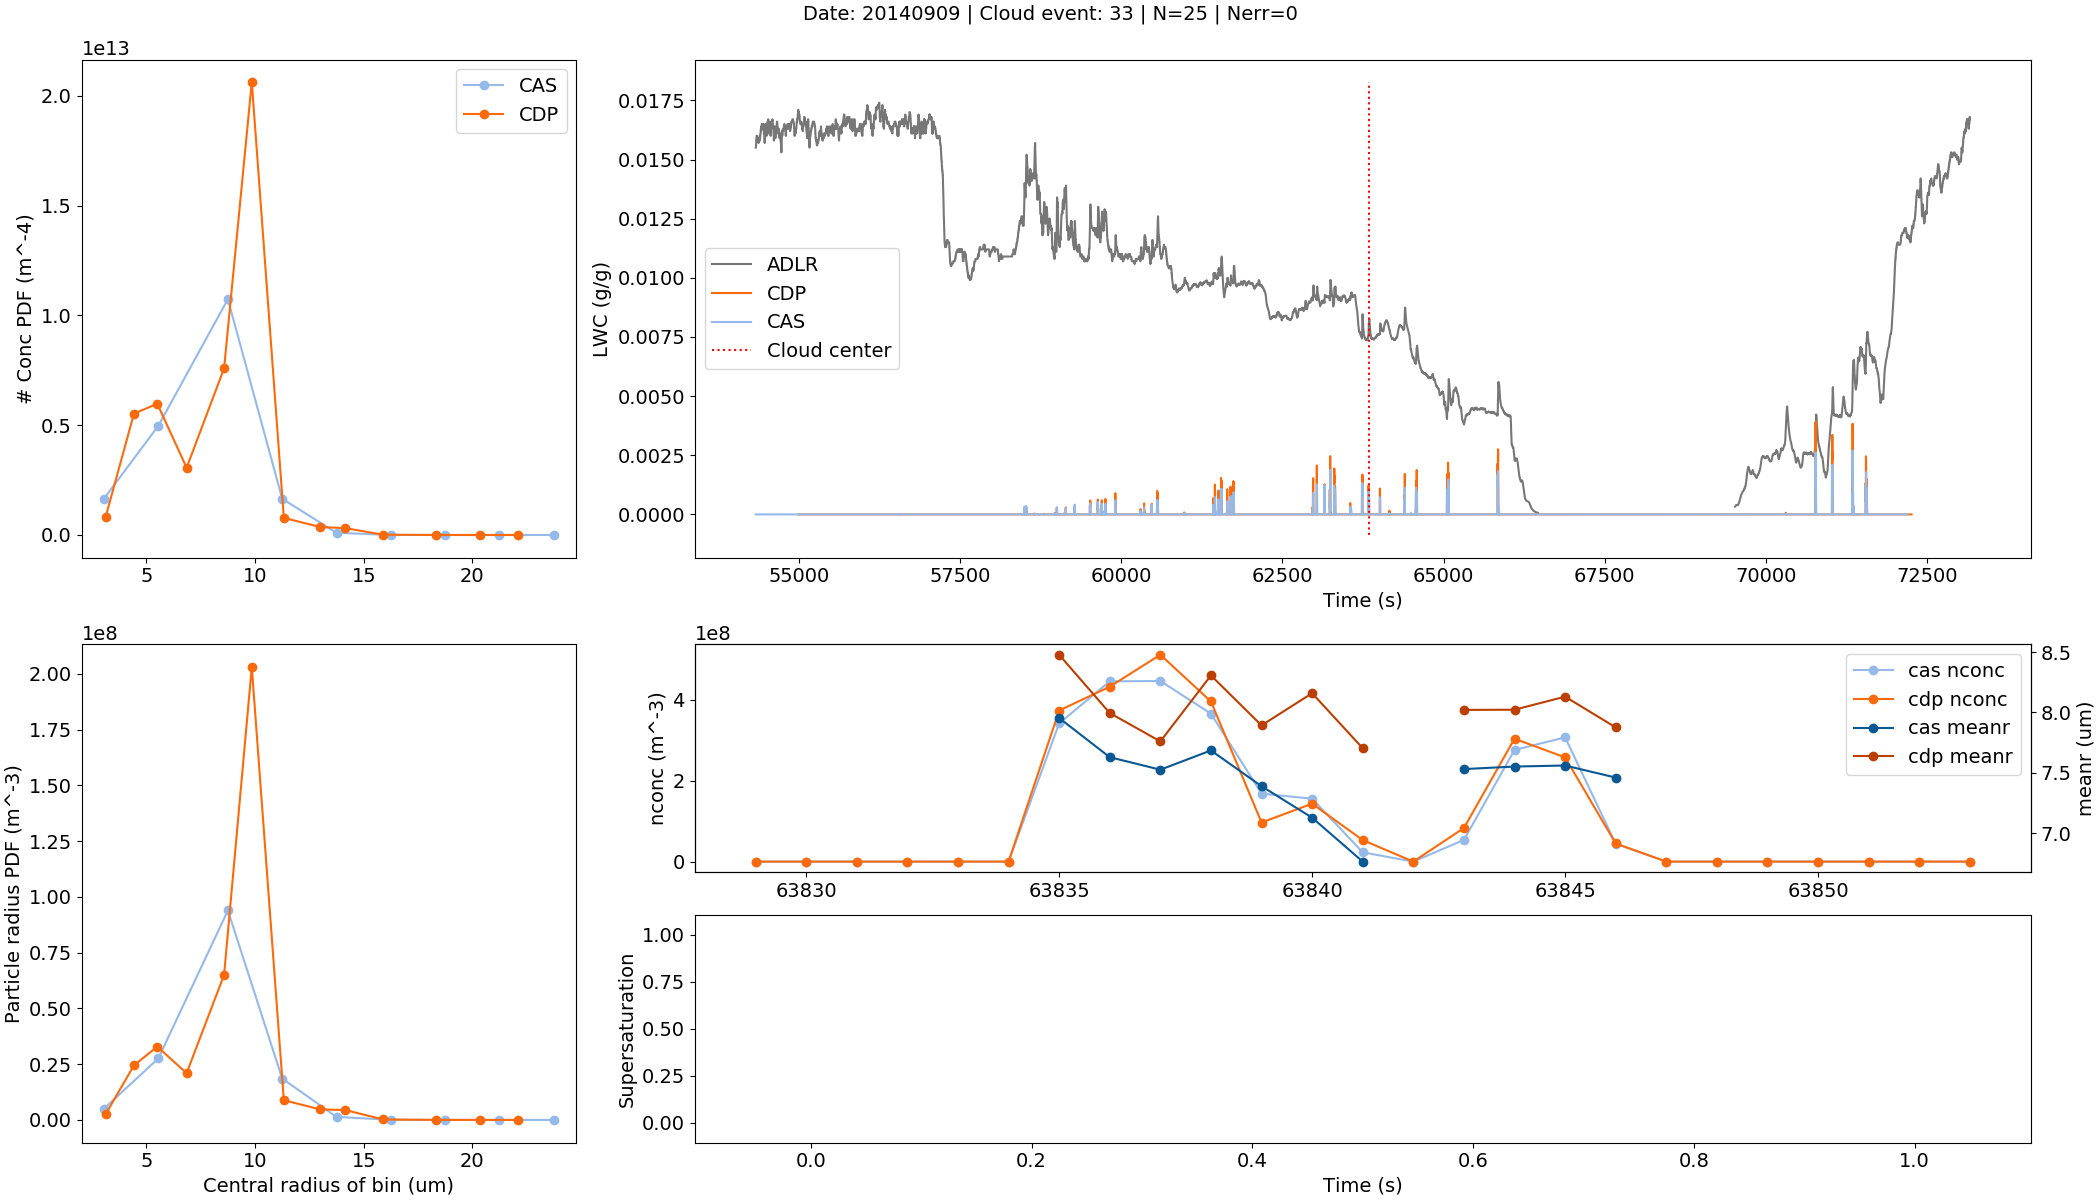 Date: 20140909 | Cloud event: 33 | N=25 | Nerr=0
1e13
# Conc PDF (m^-4)
2.0
1.5
1.0
0.5
0.0
5 10 15 20
CAS
CDP
LWC (g/g)
0.0175
0.0150
0.0125
0.0100
0.0075
0.0050
0.0025
0.0000
ADLR
CDP
CAS
Cloud center
55000 57500 60000 62500 65000 67500 70000 72500
Time (s)
1e8
Particle radius PDF (m^-3)
2.00
1.75
1.50
1.25
1.00
0.75
0.50
0.25
0.00
5 10 15 20
Central radius of bin (um)
1e8
nconc (m^-3)
4
2
0
63830 63835 63840 63845 63850
cas nconc
cdp nconc
cas meanr
cdp meanr
8.5
8.0
7.5
7.0
meanr (um)
Supersaturation
1.00
0.75
0.50
0.25
0.00
0.0 0.2 0.4 0.6 0.8 1.0
Time (s)